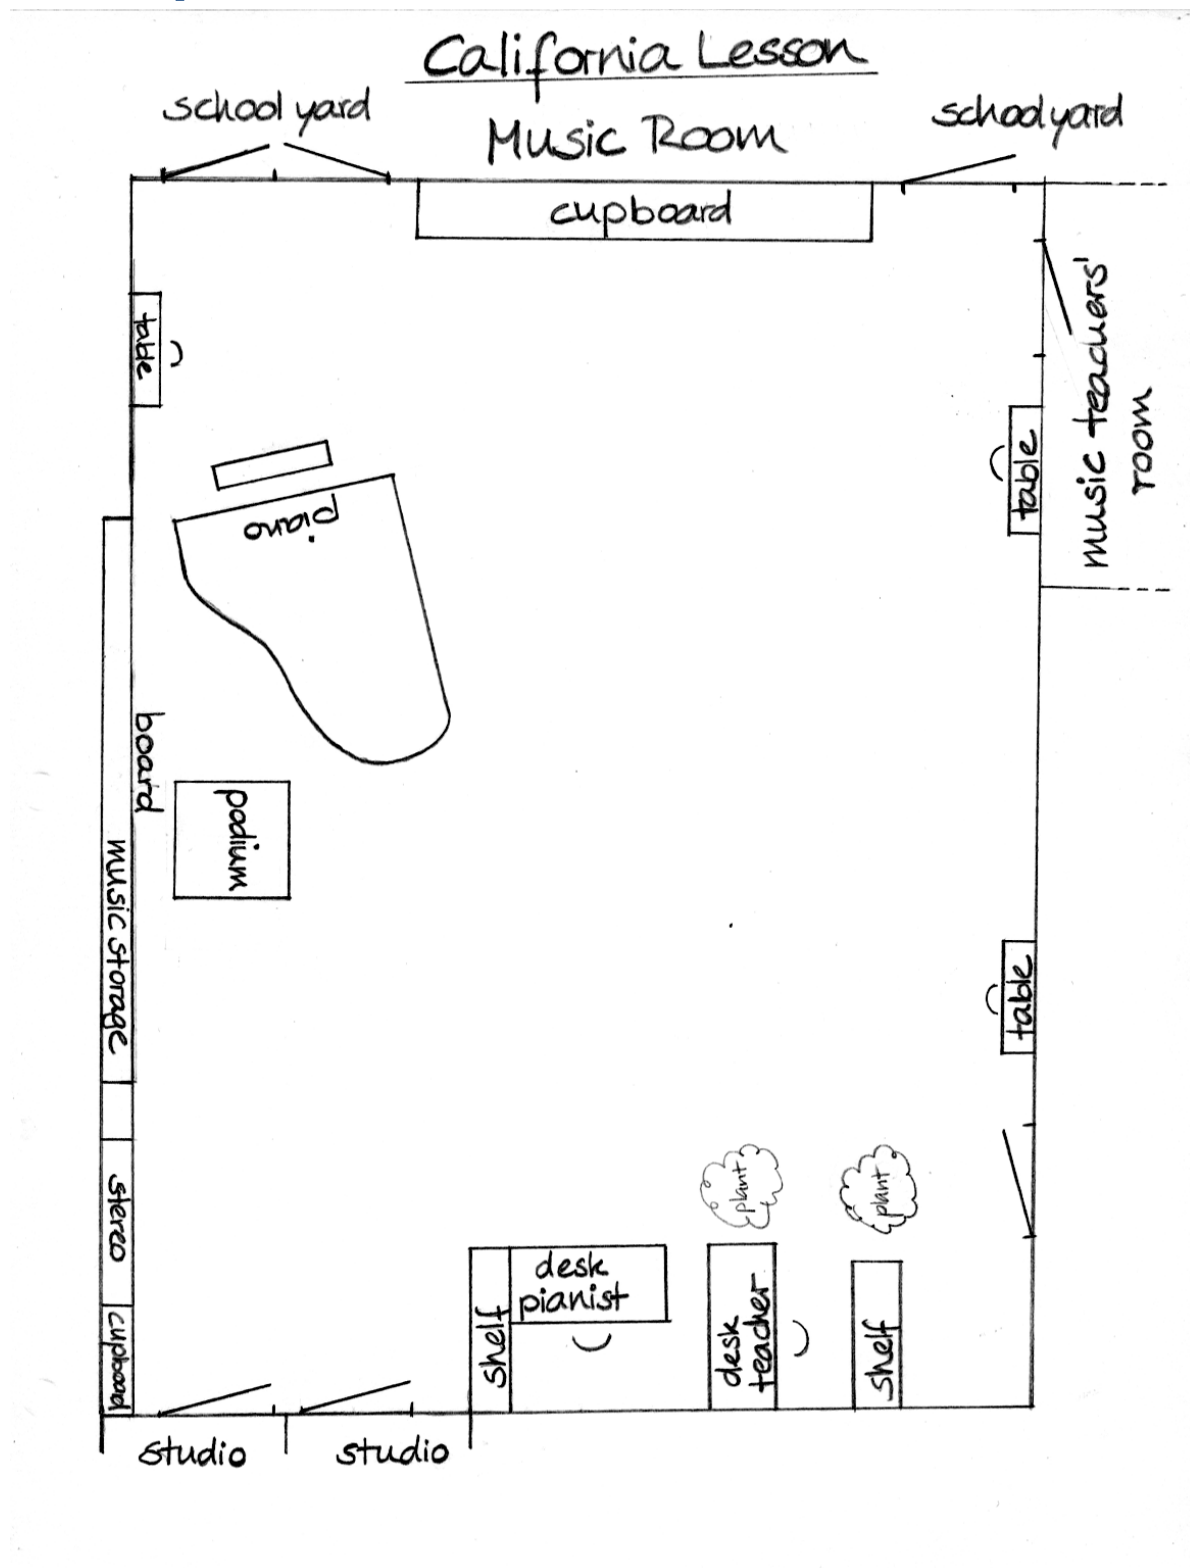 California Lesson
school yard
Music Room
schoolyard
cupboard
table
music teachers'
room
piano
table
board
podium
music storage
table
plant
plant
stereo
desk
pianist
shelf
desk
teacher
shelf
cupboard
studio
studio